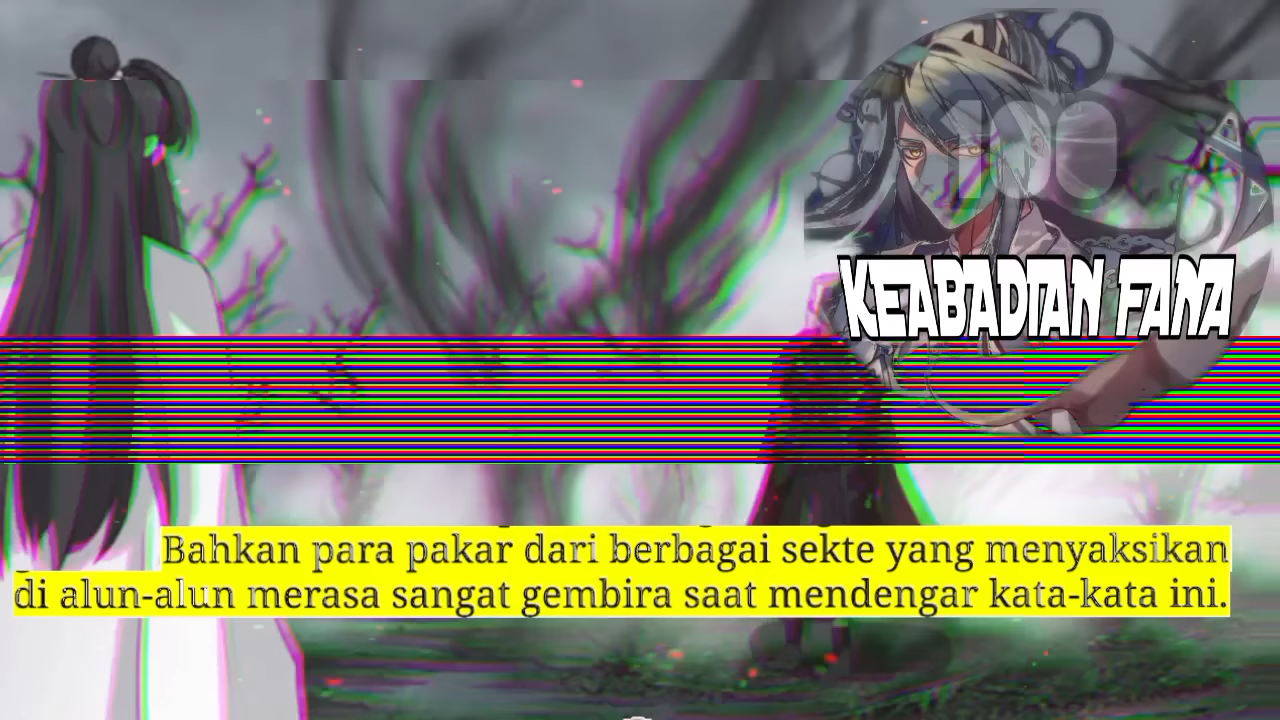 100
KEABADIAN FANA
Bahkan para pakar dari berbagai sekte yang menyaksikan
di alun-alun merasa sangat gembira saat mendengar kata-kata ini.